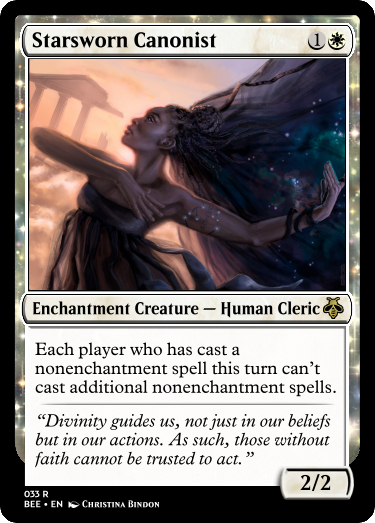 Starsworn Canonist 1
Enchantment Creature — Human Cleric
Each player who has cast a
nonenchantment spell this turn can't
cast additional nonenchantment spells.
“Divinity guides us, not just in our beliefs
but in our actions. As such, those without
faith cannot be trusted to act.”
2/2
033 R
BEE • EN Christina Bindon